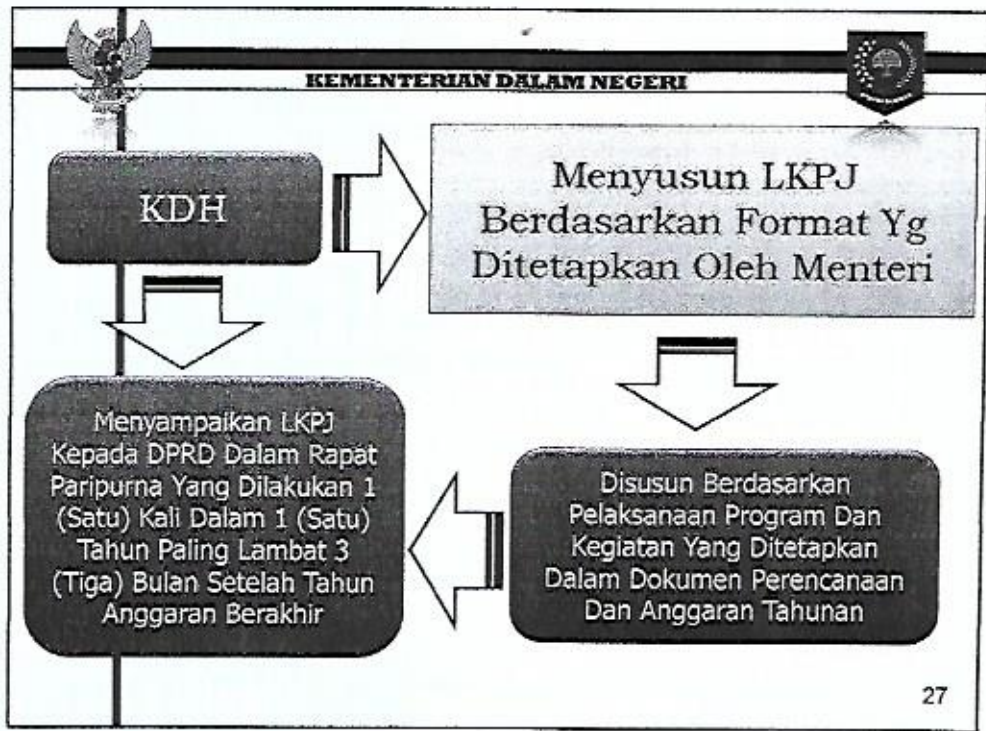 KEMENTERIAN DALAM NEGERI
KDH
Menyusun LKPJ
Berdasarkan Format Yg
Ditetapkan Oleh Menteri
Menyampaikan LKPJ
Kepada DPRD Dalam Rapat
Paripurna Yang Dilakukan 1
(Satu) Kali Dalam 1 (Satu)
Tahun Paling Lambat 3
(Tiga) Bulan Setelah Tahun
Anggaran Berakhir
Disusun Berdasarkan
Pelaksanaan Program Dan
Kegiatan Yang Ditetapkan
Dalam Dokumen Perencanaan
Dan Anggaran Tahunan
27